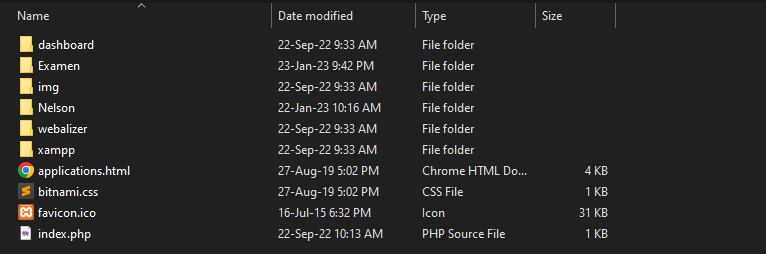 Name Date modified Type Size
dashboard 22-Sep-22 9:33 AM File folder
Examen 23-Jan-23 9:42 PM File folder
img 22-Sep-22 9:33 AM File folder
Nelson 22-Jan-23 10:16 AM File folder
webalizer 22-Sep-22 9:33 AM File folder
xampp 22-Sep-22 9:33 AM File folder
applications.html 27-Aug-19 5:02 PM Chrome HTML Do... 4 KB
bitnami.css 27-Aug-19 5:02 PM CSS File 1 KB
favicon.ico 16-Jul-15 6:32 PM Icon 31 KB
index.php 22-Sep-22 10:13 AM PHP Source File 1 KB